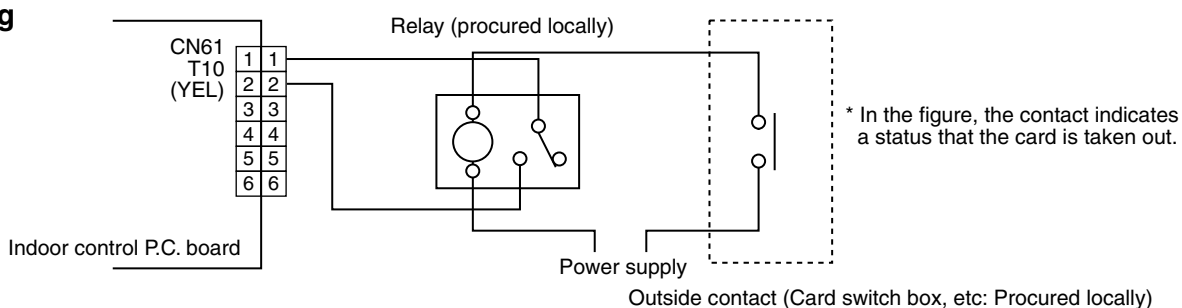 g
Relay (procured locally)
CN61
T10
(YEL)
1 1
2 2
3 3
4 4
5 5
6 6
* In the figure, the contact indicates
a status that the card is taken out.
Indoor control P.C. board
Power supply
Outside contact (Card switch box, etc: Procured locally)